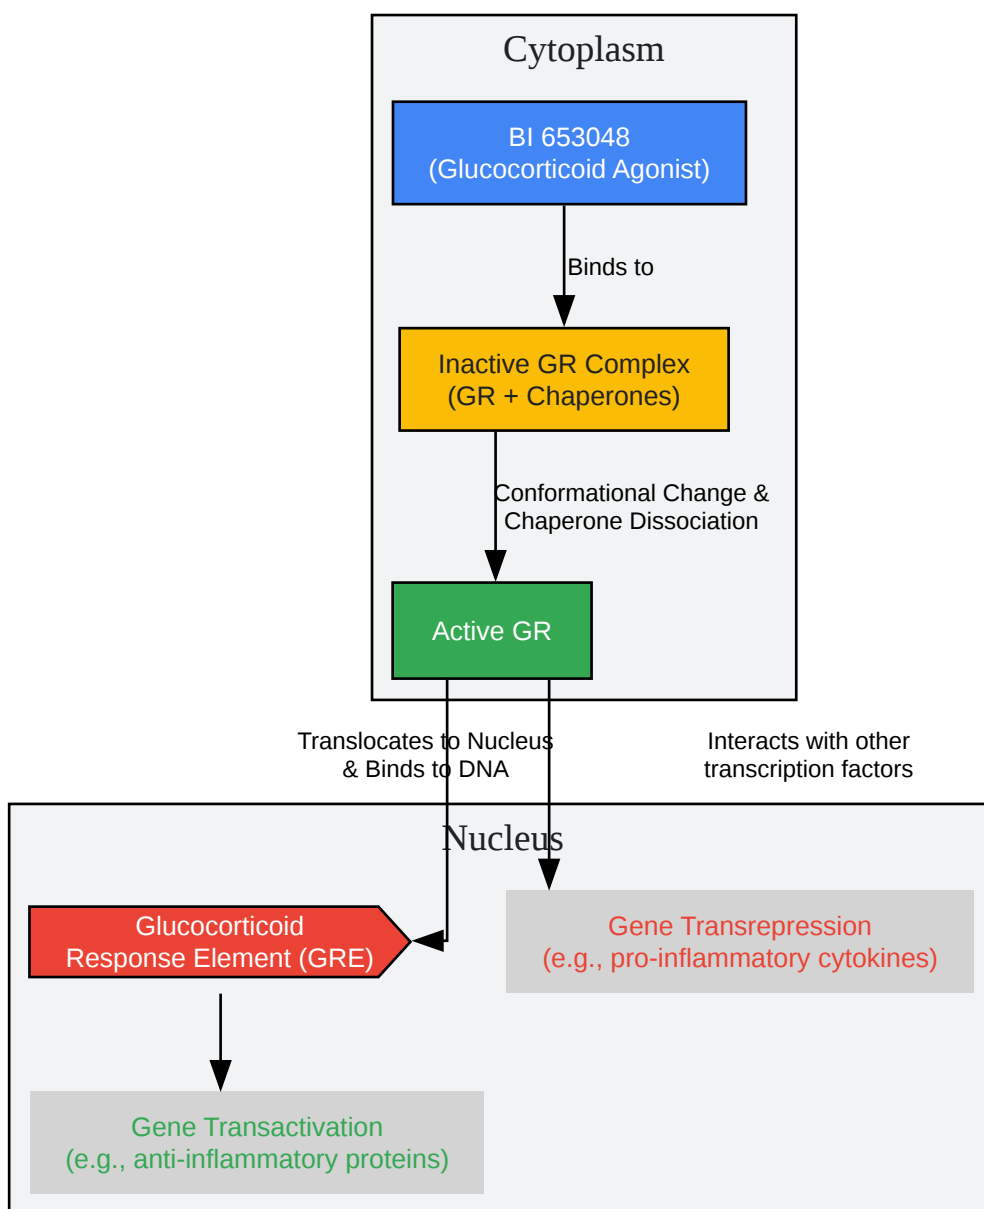 Cytoplasm
BI 653048
(Glucocorticoid Agonist)
Binds to
Inactive GR Complex
(GR + Chaperones)
Conformational Change &
Chaperone Dissociation
Active GR
Translocates to Nucleus
& Binds to DNA
Interacts with other
transcription factors
Nucleus
Glucocorticoid
Response Element (GRE)
Gene Transrepression
(e.g., pro-inflammatory cytokines)
Gene Transactivation
(e.g., anti-inflammatory proteins)